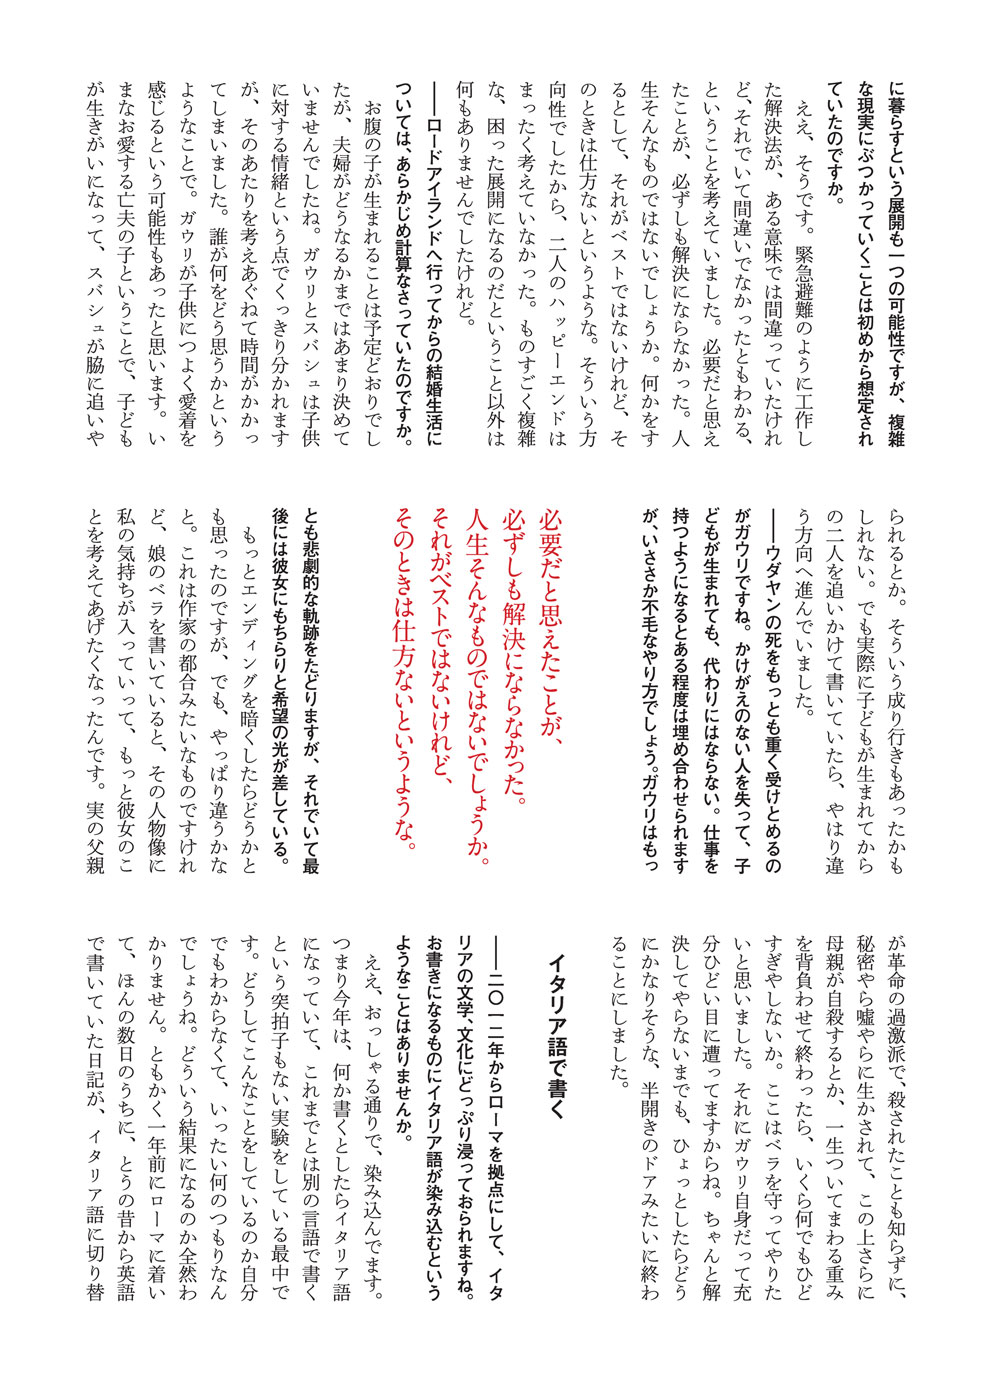 に暮らすという展開も一つの可能性ですが、複雑
な現実にぶつかっていくことは初めから想定され
ていたのですか。
ええ、そうです。緊急避難のように工作し
た解決法が、ある意味では間違っていたけれ
ど、それでいて間違いでなかったともわかる、
ということを考えていました。必要だと思え
たことが、必ずしも解決にならなかった。人
生そんなものではないでしょうか。何かをす
るとして、それがベストではないけれど、そ
のときは仕方ないというような。そういう方
向性でしたから、二人のハッピーエンドは
まったく考えていなかった。ものすごく複雑
な、困った展開になるのだということ以外は
何もありませんでしたけれど。
――ロードアイランドへ行ってからの結婚生活に
ついては、あらかじめ計算なさっていたのですか。
お腹の子が生まれることは予定どおりでし
たが、夫婦がどうなるかまではあまり決めて
いませんでしたね。ガウリとスバシュは子供
に対する情緒という点でくっきり分かれます
が、そのあたりを考えあぐねて時間がかかっ
てしまいました。誰が何をどう思うかという
ようなことで。ガウリが子供につよく愛着を
感じるという可能性もあったと思います。い
まなお愛する亡夫の子ということで、子ども
が生きがいになって、スバシュが脇に追いや
られるとか。そういう成り行きもあったかも
しれない。でも実際に子どもが生まれてから
の二人を追いかけて書いていたら、やはり違
う方向へ進んでいました。
――ウダヤンの死をもっとも重く受けとめるの
がガウリですね。かけがえのない人を失って、子
どもが生まれても、代わりにはならない。仕事を
持つようになるとある程度は埋め合わせられます
が、いささか不毛なやり方でしょう。ガウリはもっ
必要だと思えたことが、
必ずしも解決にならなかった。
人生そんなものではないでしょうか。
それがベストではないけれど、
そのときは仕方ないというような。
とも悲劇的な軌跡をたどりますが、それでいて最
後には彼女にもちらりと希望の光が差している。
もっとエンディングを暗くしたらどうかと
も思ったのですが、でも、やっぱり違うかな
と。これは作家の都合みたいなものですけれ
ど、娘のベラを書いていると、その人物像に
私の気持ちが入っていって、もっと彼女のこ
とを考えてあげたくなったんです。実の父親
が革命の過激派で、殺されたことも知らずに、
秘密やら嘘やらに生かされて、この上さらに
母親が自殺するとか、一生ついてまわる重み
を背負わせて終わったら、いくら何でもひど
すぎやしないか。ここはベラを守ってやりた
いと思いました。それにガウリ自身だって充
分ひどい目に遭ってますからね。ちゃんと解
決してやらないまでも、ひょっとしたらどう
にかなりそうな、半開きのドアみたいに終わ
ることにしました。
イタリア語で書く
――二〇一二年からローマを拠点にして、イタ
リアの文学、文化にどっぷり浸っておられますね。
お書きになるものにイタリア語が染み込むという
ようなことはありませんか。
ええ、おっしゃる通りで、染み込んでます。
つまり今年は、何か書くとしたらイタリア語
になっていて、これまでとは別の言語で書く
という突拍子もない実験をしている最中で
す。どうしてこんなことをしているのか自分
でもわからなくて、いったい何のつもりなん
でしょうね。どういう結果になるのか全然わ
かりません。ともかく一年前にローマに着い
て、ほんの数日のうちに、とうの昔から英語
で書いていた日記が、イタリア語に切り替